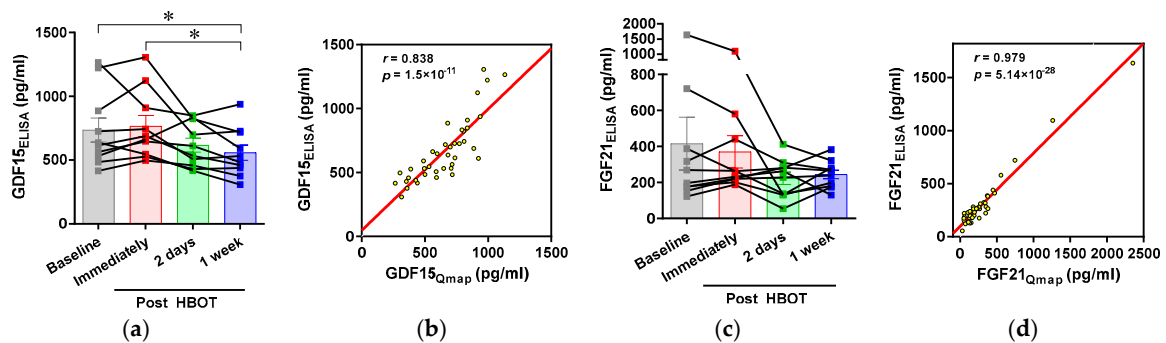 *
*
1500
1000
500
0
GDF15ELISA (pg/ml)
Baseline
Immediately
2 days
1 week
Post HBOT
(a)
r = 0.838
p = 1.5×10-11
1500
1000
500
0
GDF15ELISA (pg/ml)
0 500 1000 1500
GDF15Qmap (pg/ml)
(b)
2000
1500
1000
800
600
400
200
0
FGF21ELISA (pg/ml)
Baseline
Immediately
2 days
1 week
Post HBOT
(c)
r = 0.979
p = 5.14×10-28
1500
1000
500
0
FGF21ELISA (pg/ml)
0 500 1000 1500 2000 2500
FGF21Qmap (pg/ml)
(d)